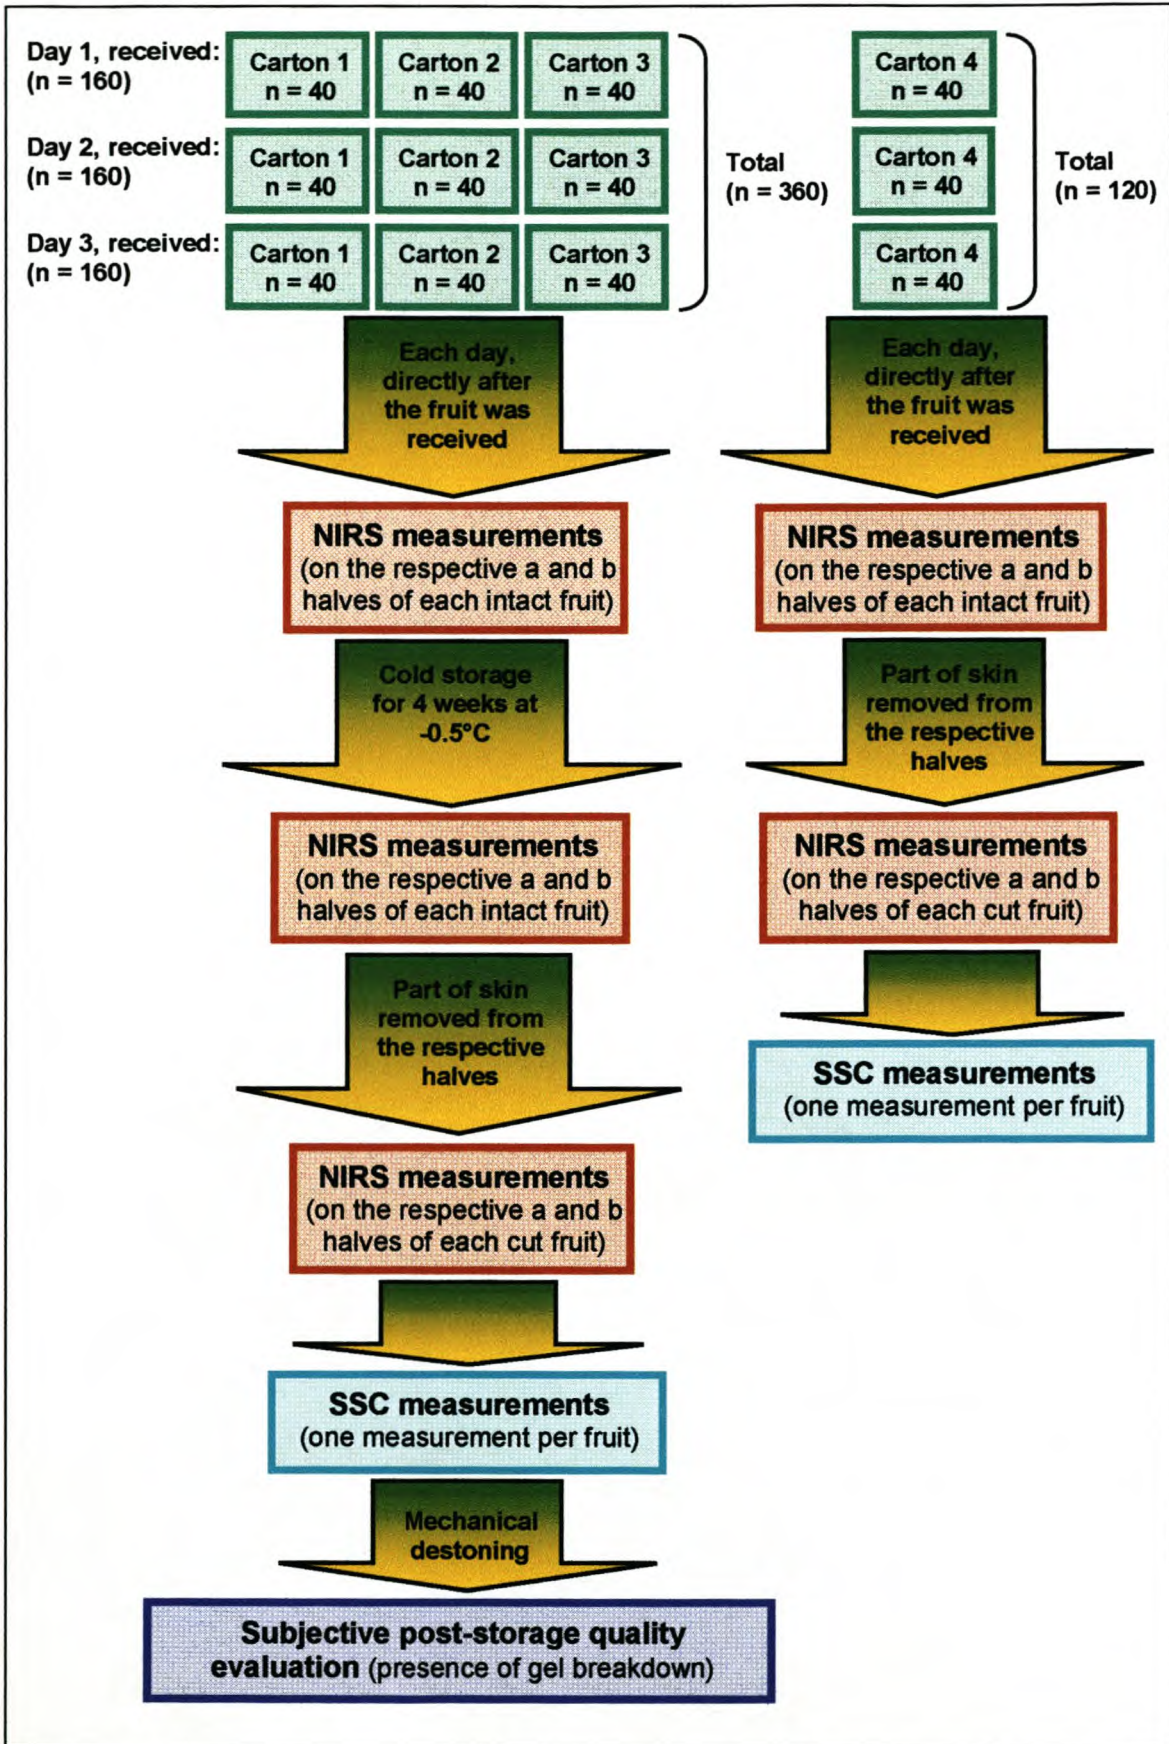 Day 1, received:
(n = 160)
Carton 1
n = 40
Carton 2
n = 40
Carton 3
n = 40
Carton 4
n = 40
Day 2, received:
(n = 160)
Carton 1
n = 40
Carton 2
n = 40
Carton 3
n = 40
Total
(n = 360)
Carton 4
n = 40
Total
(n = 120)
Day 3, received:
(n = 160)
Carton 1
n = 40
Carton 2
n = 40
Carton 3
n = 40
Carton 4
n = 40
Each day,
directly after
the fruit was
received
NIRS measurements
(on the respective a and b
halves of each intact fruit)
Cold storage
for 4 weeks at
-0.5°C
NIRS measurements
(on the respective a and b
halves of each intact fruit)
Part of skin
removed from
the respective
halves
NIRS measurements
(on the respective a and b
halves of each cut fruit)
SSC measurements
(one measurement per fruit)
Mechanical
destoning
Subjective post-storage quality
evaluation (presence of gel breakdown)
Each day,
directly after
the fruit was
received
NIRS measurements
(on the respective a and b
halves of each intact fruit)
Part of skin
removed from
the respective
halves
NIRS measurements
(on the respective a and b
halves of each cut fruit)
SSC measurements
(one measurement per fruit)